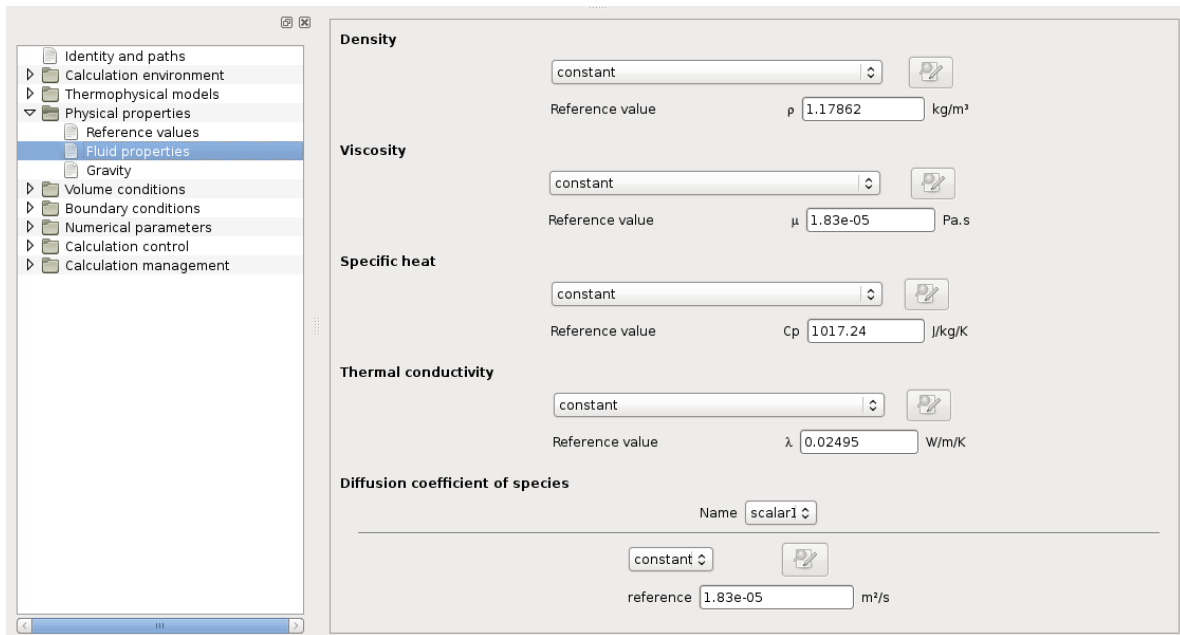 Identity and paths
Calculation environment
Thermophysical models
Physical properties
Reference values
Fluid properties
Gravity
Volume conditions
Boundary conditions
Numerical parameters
Calculation control
Calculation management
Density
constant
Reference value ρ 1.17862 kg/m³
Viscosity
constant
Reference value μ 1.83e-05 Pa.s
Specific heat
constant
Reference value Cp 1017.24 J/kg/K
Thermal conductivity
constant
Reference value λ 0.02495 W/m/K
Diffusion coefficient of species
Name scalar1
constant
reference 1.83e-05 m²/s